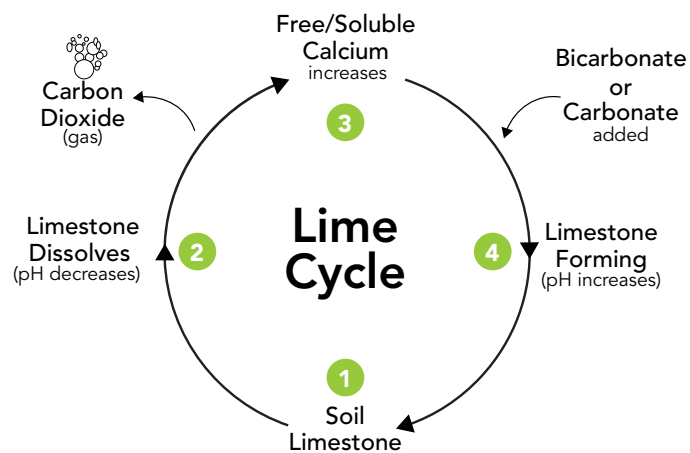 Free/Soluble
Calcium
increases
Carbon
Dioxide
(gas)
Bicarbonate
or
Carbonate
added
3
Lime
Cycle
Limestone
Dissolves
(pH decreases)
2
4
Limestone
Forming
(pH increases)
1
Soil
Limestone